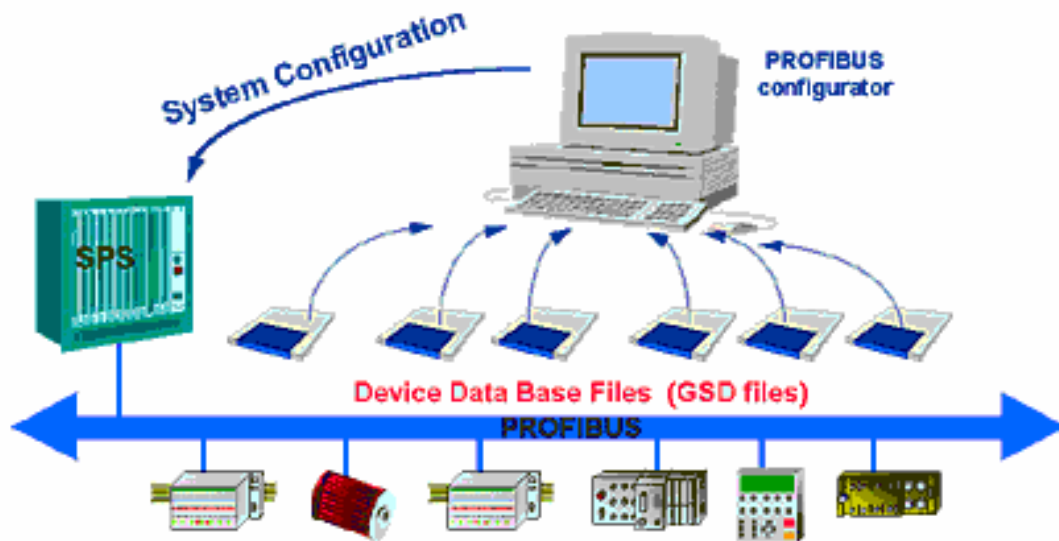 System Configuration
PROFIBUS
configurator
SPS
Device Data Base Files (GSD files)
PROFIBUS